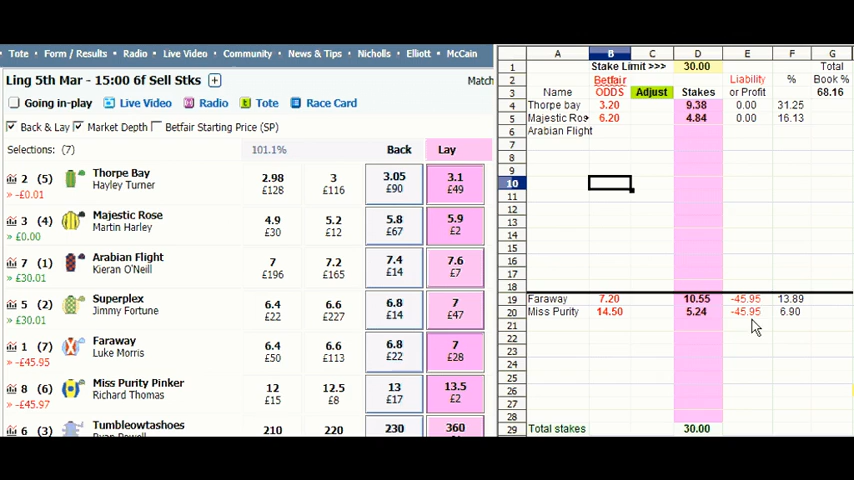 Tote · Form / Results · Radio · Live Video · Community · News & Tips · Nicholls · Elliott · McCain
Ling 5th Mar - 15:00 6f Sell Stks
Match
Going in-play Live Video Radio Tote Race Card
Back & Lay Market Depth Betfair Starting Price (SP)
Selections: (7) 101.1% Back Lay
2 (5) Thorpe Bay 2.98 3 3.05 3.1
» -£0.01 Hayley Turner £128 £116 £90 £49
3 (4) Majestic Rose 4.9 5.2 5.8 5.9
» £0.00 Martin Harley £30 £12 £67 £2
7 (1) Arabian Flight 7 7.2 7.4 7.6
» £30.01 Kieran O'Neill £196 £165 £14 £7
5 (2) Superplex 6.4 6.6 6.8 7
» £30.01 Jimmy Fortune £22 £227 £14 £47
1 (7) Faraway 6.4 6.6 6.8 7
» -£45.95 Luke Morris £50 £113 £22 £28
8 (6) Miss Purity Pinker 12 12.5 13 13.5
» -£45.97 Richard Thomas £15 £8 £17 £2
6 (3) Tumbleowtashoes 210 220 230 360
A B C D E F G
1 Stake Limit >>> 30.00 Total
2 Betfair Liability Book %
3 Name ODDS Adjust Stakes or Profit % 68.16
4 Thorpe bay 3.20 9.38 0.00 31.25
5 Majestic Ros 6.20 4.84 0.00 16.13
6 Arabian Flight
7
8
9
10
11
12
13
14
15
16
17
18
19 Faraway 7.20 10.55 -45.95 13.89
20 Miss Purity 14.50 5.24 -45.95 6.90
21
22
23
24
25
26
27
28
29 Total stakes 30.00